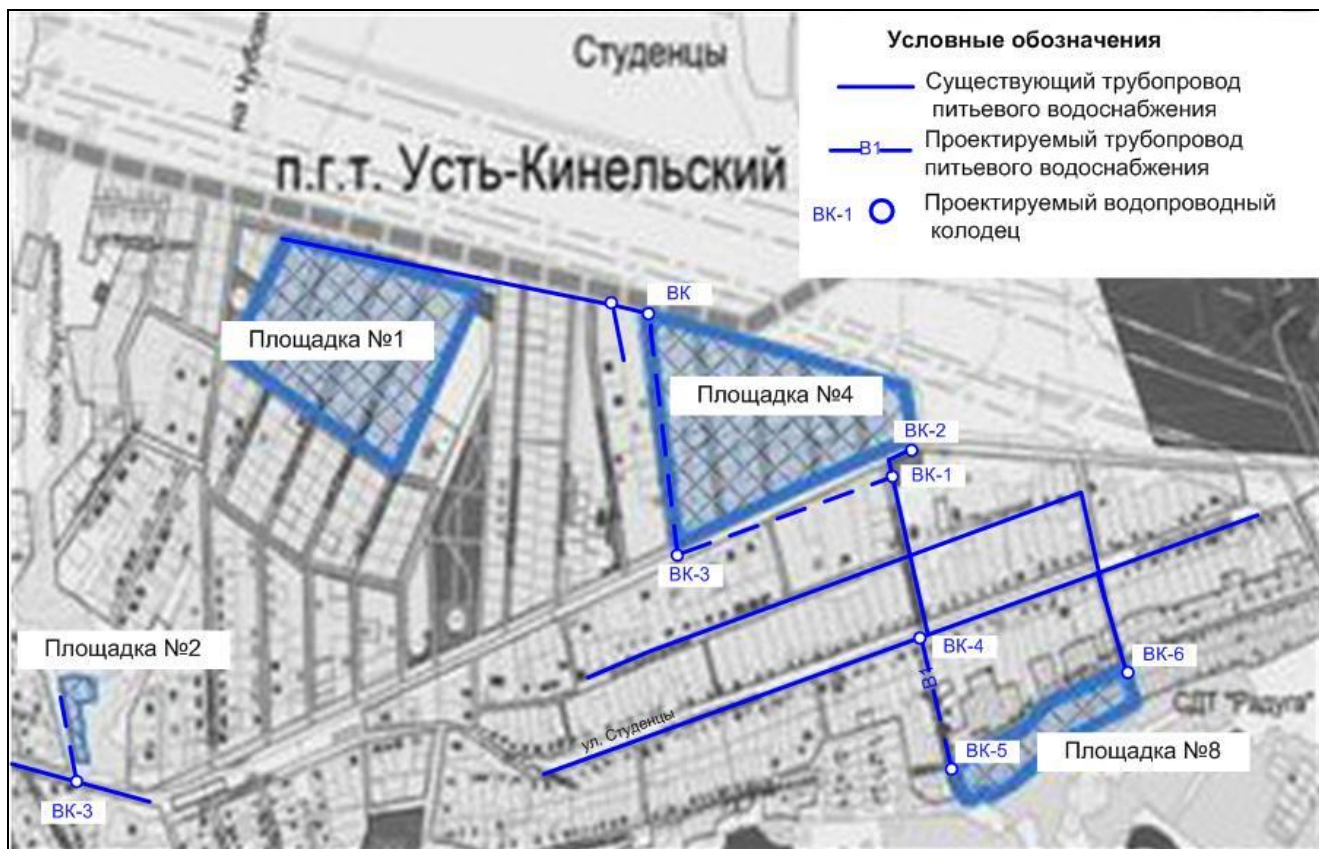 Условные обозначения
Существующий трубопровод
питьевого водоснабжения
В1
Проектируемый трубопровод
питьевого водоснабжения
ВК-1
Проектируемый водопроводный
колодец
Студенцы
на Чубовку
п.г.т. Усть-Кинельский
ВК
Площадка №1
Площадка №4
ВК-2
ВК-1
ВК-3
Площадка №2
ВК-4
ВК-6
В1
ул. Студенцы
СДТ "Радуга"
ВК-5
Площадка №8
ВК-3